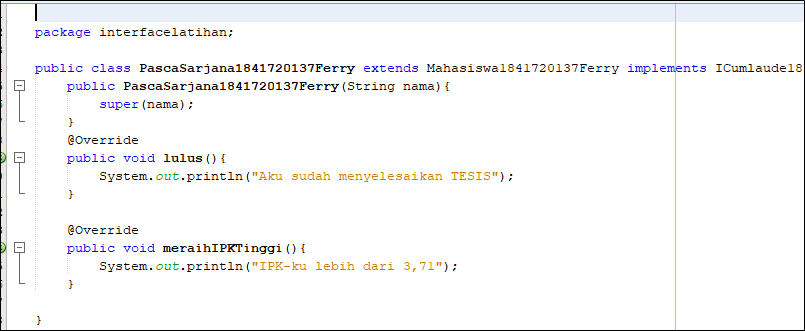 package interfacelatihan;
public class PascaSarjana1841720137Ferry extends Mahasiswa1841720137Ferry implements ICumlaude18
public PascaSarjana1841720137Ferry(String nama){
super(nama);
}
@Override
public void lulus(){
System.out.println("Aku sudah menyelesaikan TESIS");
}
@Override
public void meraihIPKTinggi(){
System.out.println("IPK-ku lebih dari 3,71");
}
}